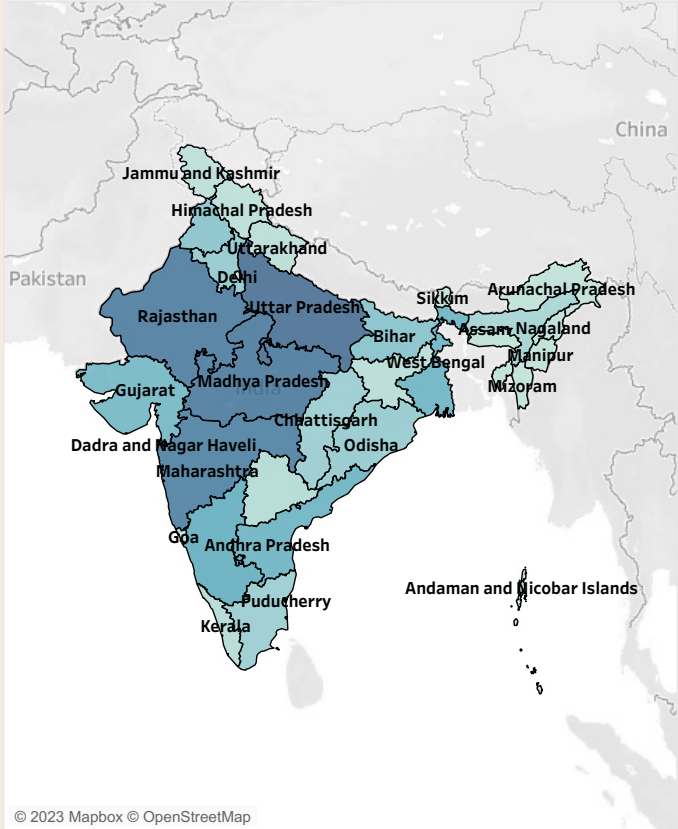 China
Jammu and Kashmir
Himachal Pradesh
Uttarakhand
Pakistan
Delhi
Arunachal Pradesh
Sikkim
Uttar Pradesh
Rajasthan
Assam
Nagaland
Bihar
Manipur
West Bengal
Madhya Pradesh
India
Mizoram
Gujarat
Chhattisgarh
Dadra and Nagar Haveli
Odisha
Maharashtra
Goa
Andhra Pradesh
Andaman and Nicobar Islands
Puducherry
Kerala
© 2023 Mapbox © OpenStreetMap